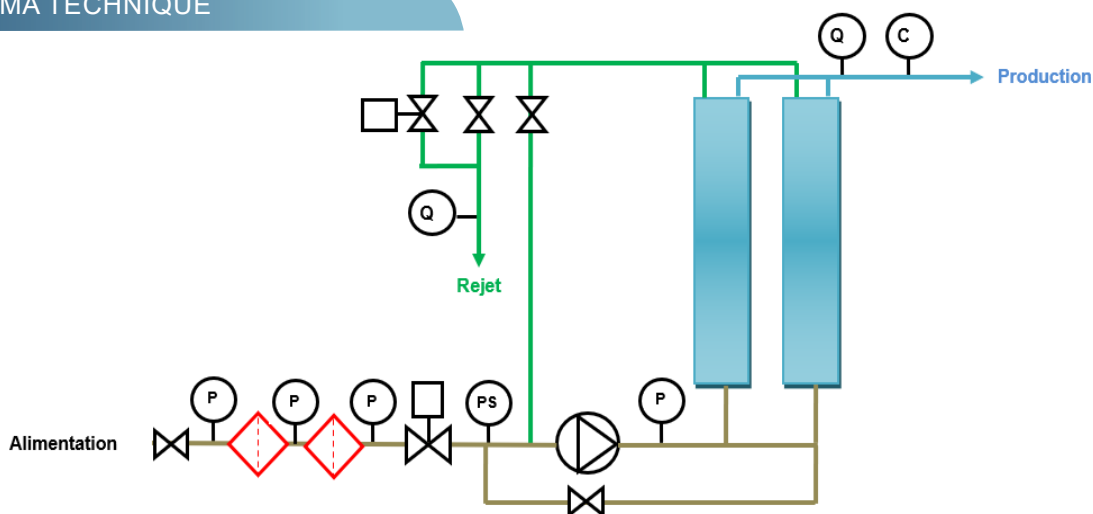 MA TECHNIQUE
Q C
Production
Q
Rejet
P P P PS P
Alimentation